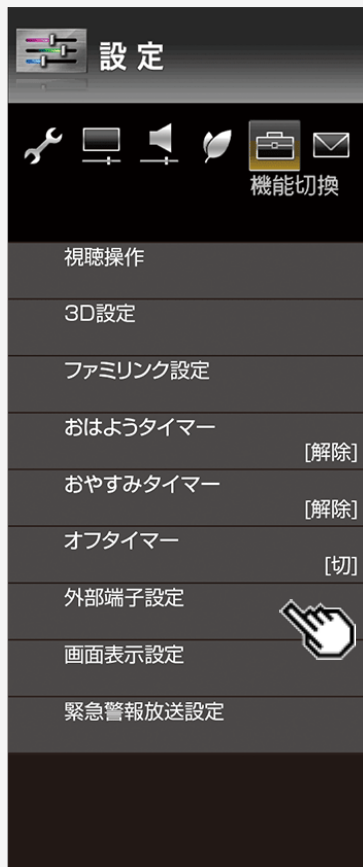 設定
機能切換
視聴操作
3D設定
ファミリンク設定
おはようタイマー
[解除]
おやすみタイマー
[解除]
オフタイマー
[切]
外部端子設定
画面表示設定
緊急警報放送設定